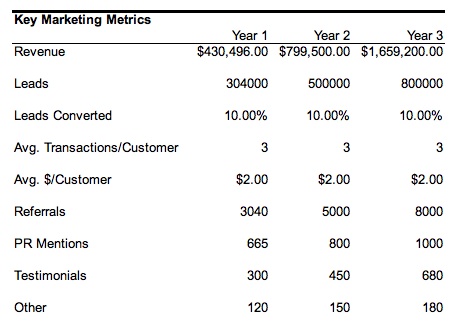 Key Marketing Metrics
Year 1 Year 2 Year 3
Revenue $430,496.00 $799,500.00 $1,659,200.00
Leads 304000 500000 800000
Leads Converted 10.00% 10.00% 10.00%
Avg. Transactions/Customer 3 3 3
Avg. $/Customer $2.00 $2.00 $2.00
Referrals 3040 5000 8000
PR Mentions 665 800 1000
Testimonials 300 450 680
Other 120 150 180